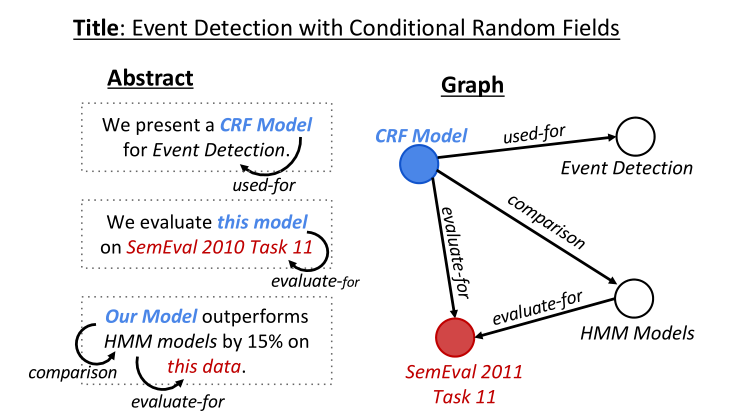 Title: Event Detection with Conditional Random Fields
Abstract
We present a CRF Model
for Event Detection.
used-for
We evaluate this model
on SemEval 2010 Task 11
evaluate-for
Our Model outperforms
HMM models by 15% on
this data.
comparison
evaluate-for
Graph
CRF Model
used-for
Event Detection
comparison
evaluate-for
evaluate-for
HMM Models
SemEval 2011
Task 11